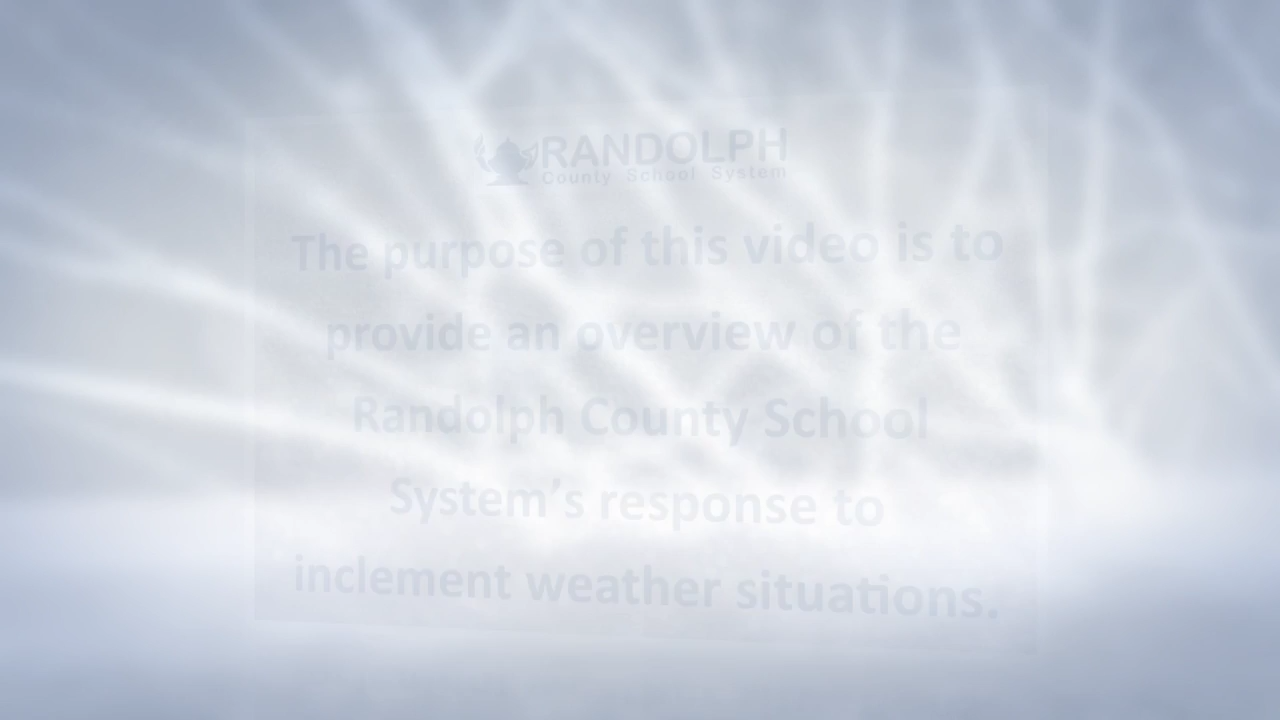 RANDOLPH
County School System
The purpose of this video is to
provide an overview of the
Randolph County School
System's response to
inclement weather situations.